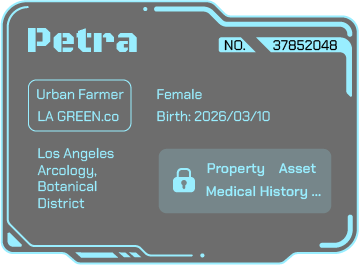 Petra
NO. 37852048
Urban Farmer
LA GREEN.co
Female
Birth: 2026/03/10
Los Angeles
Arcology,
Botanical
District
Property Asset
Medical History ...